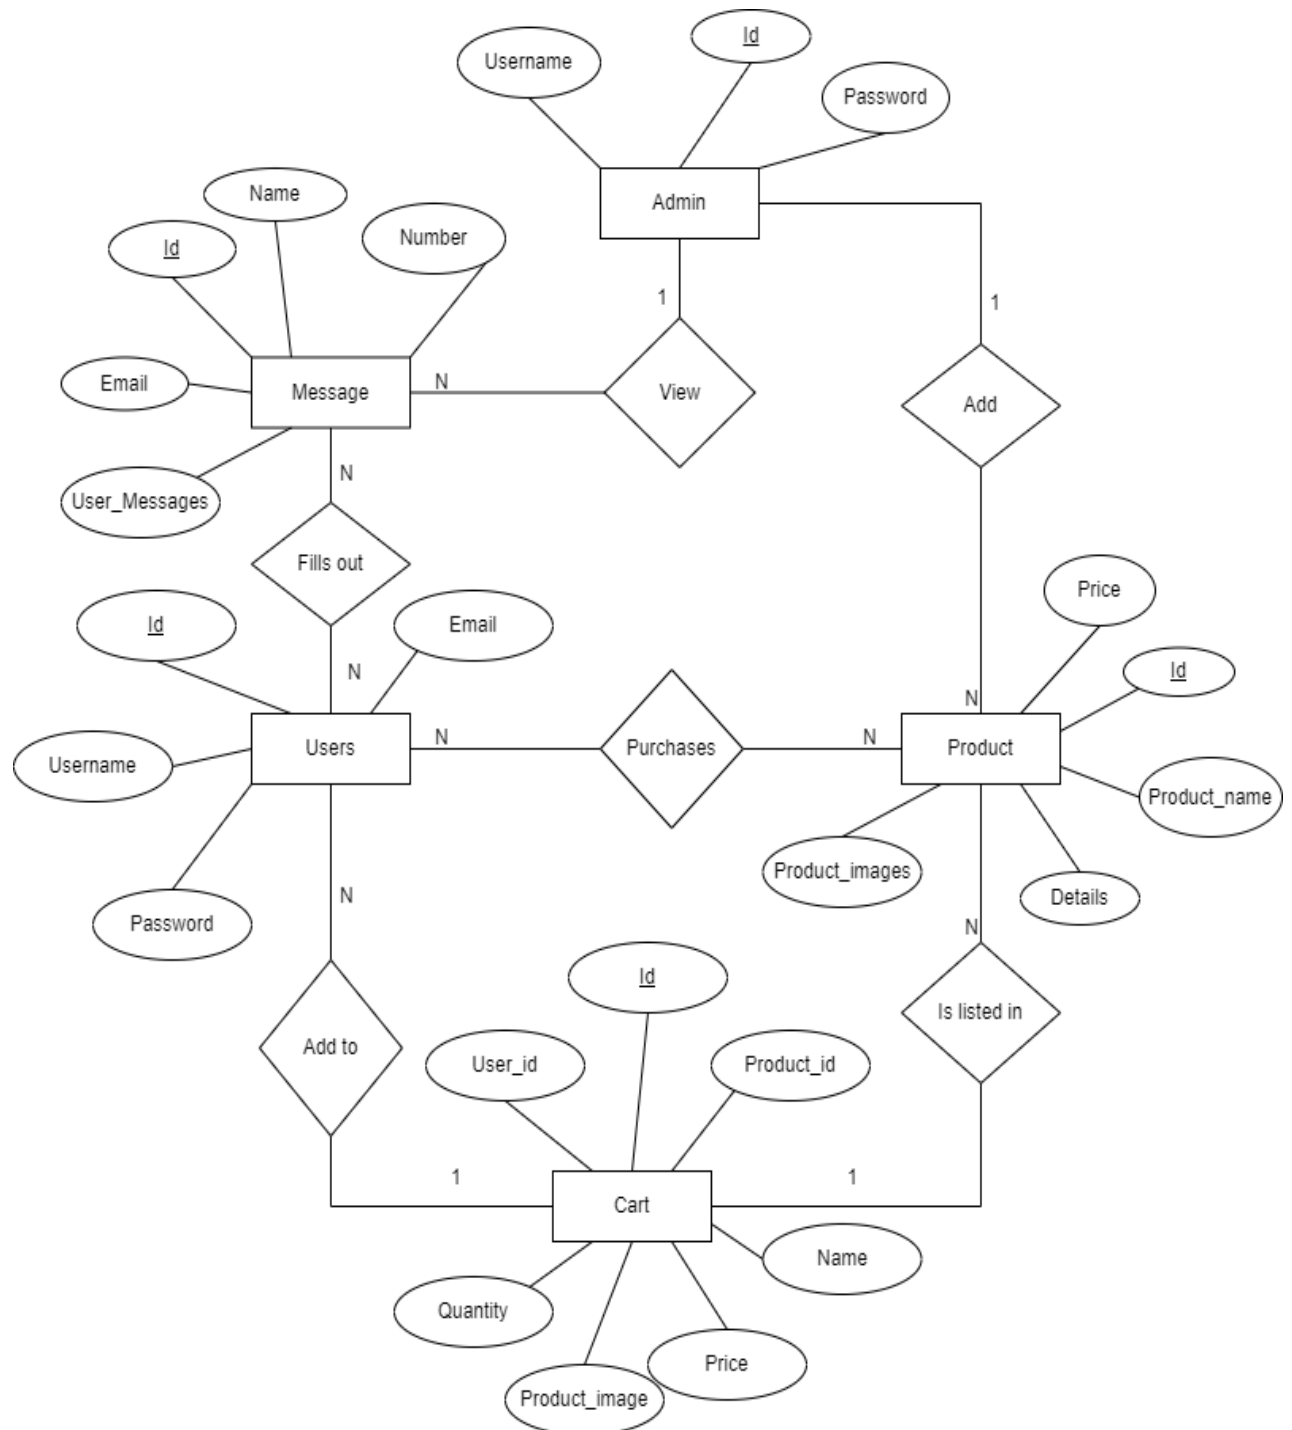 Id
Username
Password
Name
Admin
Number
Id
1
1
N
Email
Message
View
Add
N
User_Messages
Fills out
Price
Id
Email
N
Id
N
N
N
Username
Users
Purchases
Product
Product_name
Product_images
N
Details
Password
N
Id
Is listed in
Add to
User_id
Product_id
1
1
Cart
Name
Quantity
Price
Product_image